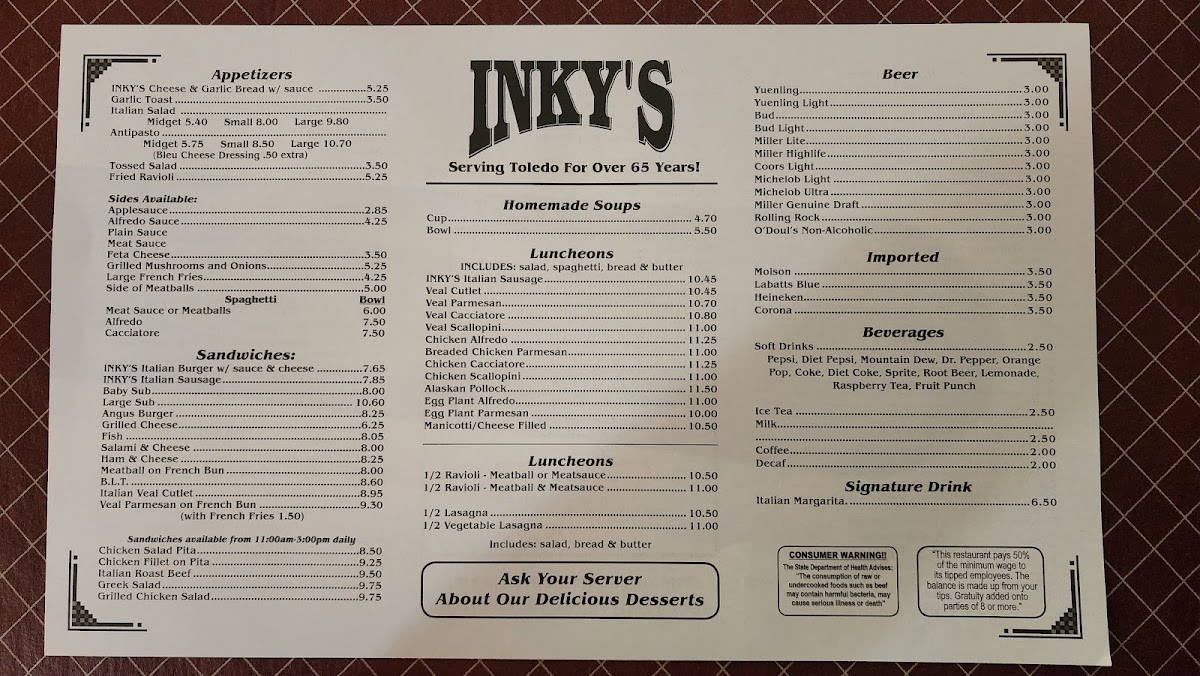 Appetizers
INKY'S Cheese & Garlic Bread w/ sauce ..........5.25
Garlic Toast..........3.50
Italian Salad ..........
Midget 5.40 Small 8.00 Large 9.80
Antipasto..........
Midget 5.75 Small 8.50 Large 10.70
(Bleu Cheese Dressing .50 extra)
Tossed Salad..........3.50
Fried Ravioli..........5.25
Sides Available:
Applesauce..........2.85
Alfredo Sauce..........4.25
Plain Sauce
Meat Sauce
Feta Cheese..........3.50
Grilled Mushrooms and Onions..........5.25
Large French Fries..........4.25
Side of Meatballs ..........5.00
Spaghetti Bowl
Meat Sauce or Meatballs 6.00
Alfredo 7.50
Cacciatore 7.50
Sandwiches:
INKY'S Italian Burger w/ sauce & cheese ..........7.65
INKY'S Italian Sausage..........7.85
Baby Sub..........8.00
Large Sub ..........10.60
Angus Burger..........8.25
Grilled Cheese..........6.25
Fish ..........8.05
Salami & Cheese ..........8.00
Ham & Cheese ..........8.25
Meatball on French Bun..........8.00
B.L.T. ..........8.60
Italian Veal Cutlet ..........8.95
Veal Parmesan on French Bun ..........9.30
(with French Fries 1.50)
Sandwiches available from 11:00am-3:00pm daily
Chicken Salad Pita..........8.50
Chicken Fillet on Pita ..........9.25
Italian Roast Beef..........9.50
Greek Salad..........9.75
Grilled Chicken Salad..........9.75
INKY'S
Serving Toledo For Over 65 Years!
Homemade Soups
Cup..........4.70
Bowl ..........5.50
Luncheons
INCLUDES: salad, spaghetti, bread & butter
INKY'S Italian Sausage..........10.45
Veal Cutlet ..........10.45
Veal Parmesan..........10.70
Veal Cacciatore ..........10.80
Veal Scallopini..........11.00
Chicken Alfredo ..........11.25
Breaded Chicken Parmesan..........11.00
Chicken Cacciatore..........11.25
Chicken Scallopini ..........11.00
Alaskan Pollock..........11.50
Egg Plant Alfredo..........11.00
Egg Plant Parmesan ..........10.00
Manicotti/Cheese Filled ..........10.50
Luncheons
1/2 Ravioli - Meatball or Meatsauce..........10.50
1/2 Ravioli - Meatball & Meatsauce ..........11.00
1/2 Lasagna ..........10.50
1/2 Vegetable Lasagna ..........11.00
Includes: salad, bread & butter
Ask Your Server
About Our Delicious Desserts
Beer
Yuenling..........3.00
Yuenling Light..........3.00
Bud..........3.00
Bud Light..........3.00
Miller Lite..........3.00
Miller Highlife..........3.00
Coors Light..........3.00
Michelob Light ..........3.00
Michelob Ultra ..........3.00
Miller Genuine Draft..........3.00
Rolling Rock..........3.00
O'Doul's Non-Alcoholic..........3.00
Imported
Molson ..........3.50
Labatts Blue ..........3.50
Heineken..........3.50
Corona ..........3.50
Beverages
Soft Drinks ..........2.50
Pepsi, Diet Pepsi, Mountain Dew, Dr. Pepper, Orange
Pop, Coke, Diet Coke, Sprite, Root Beer, Lemonade,
Raspberry Tea, Fruit Punch
Ice Tea ..........2.50
Milk..........
..........2.50
Coffee..........2.00
Decaf..........2.00
Signature Drink
Italian Margarita..........6.50
CONSUMER WARNING!!
The State Department of Health Advises:
"The consumption of raw or
undercooked foods such as beef
may contain harmful bacteria, may
cause serious illness or death"
"This restaurant pays 50%
of the minimum wage to
its tipped employees. The
balance is made up from your
tips. Gratuity added onto
parties of 8 or more."